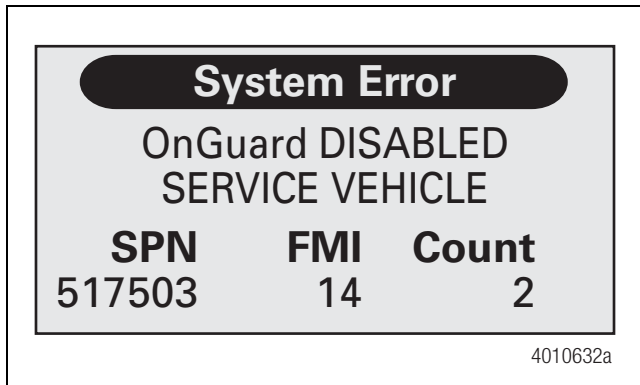 System Error
OnGuard DISABLED
SERVICE VEHICLE
SPN FMI Count
517503 14 2
4010632a